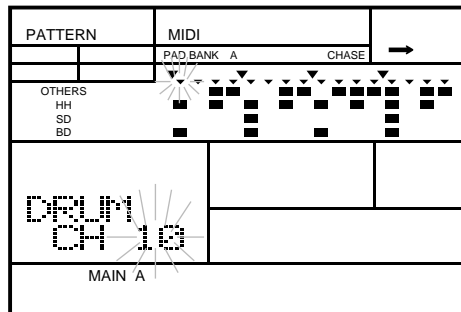 PATTERN MIDI
PAD BANK A CHASE
OTHERS
HH
SD
BD
DRUM
CH 10
MAIN A